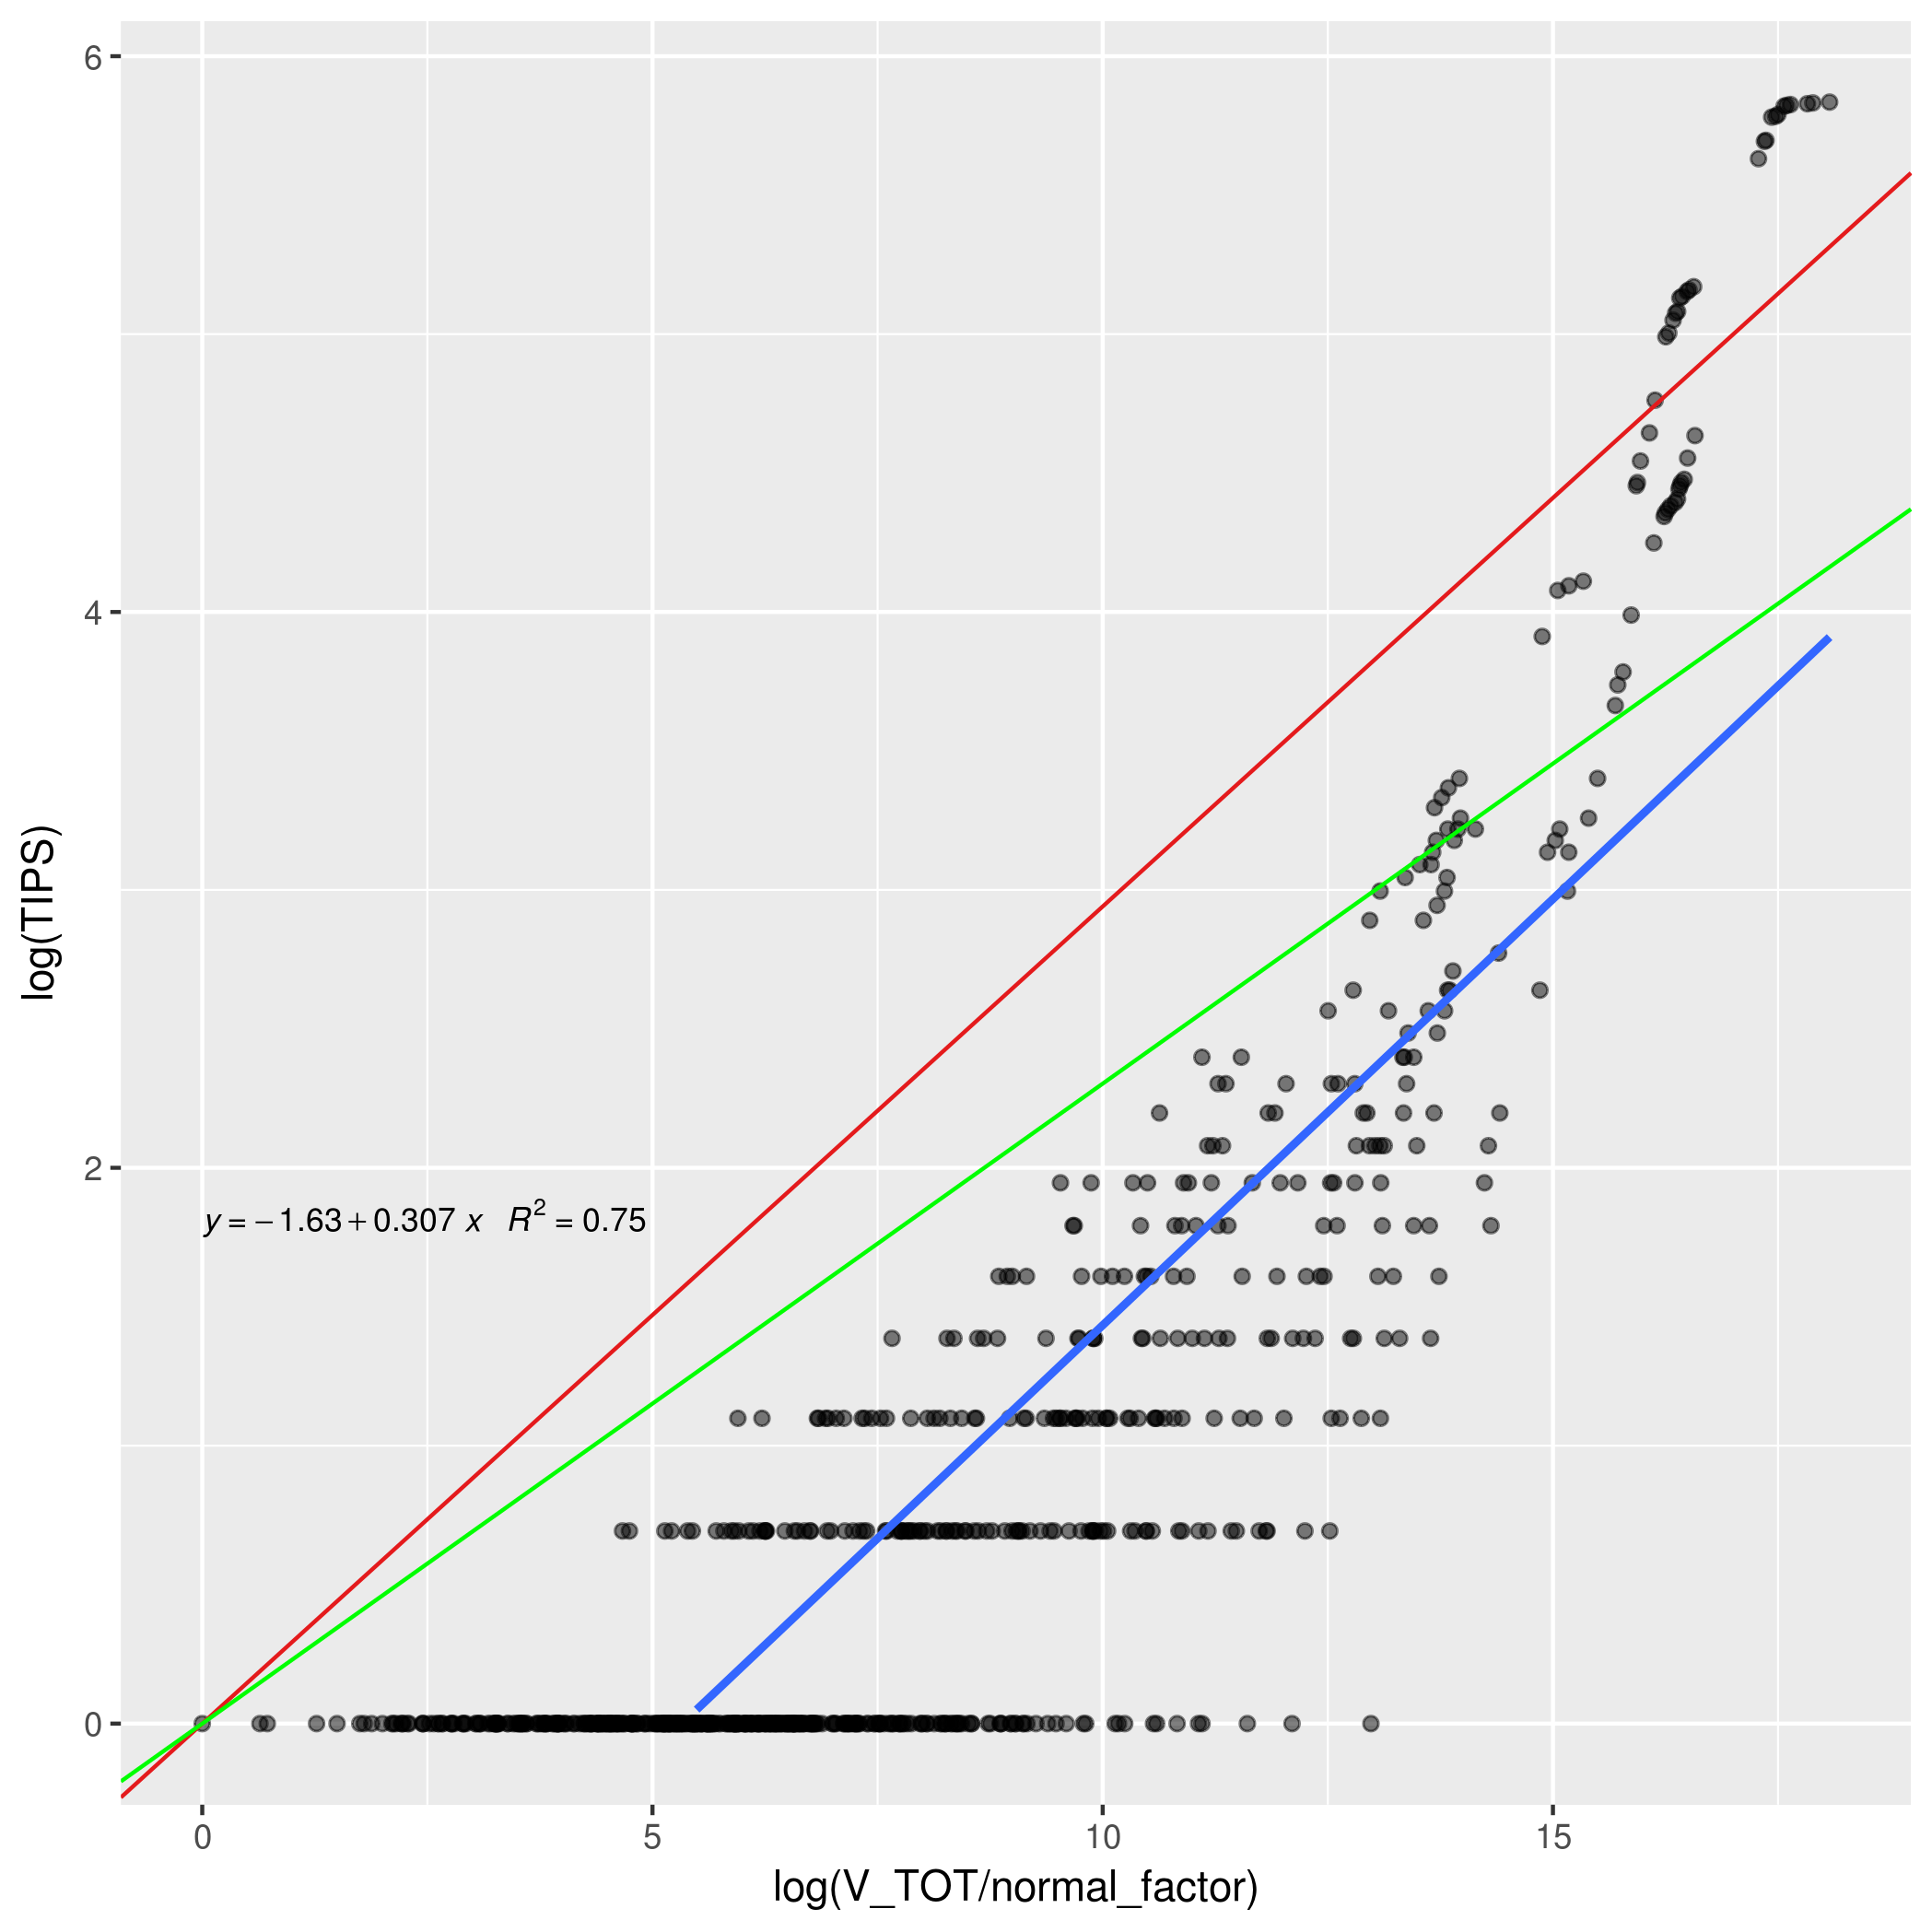 6
4
2
0
log(TIPS)
y = −1.63 + 0.307 x R² = 0.75
0 5 10 15
log(V_TOT/normal_factor)